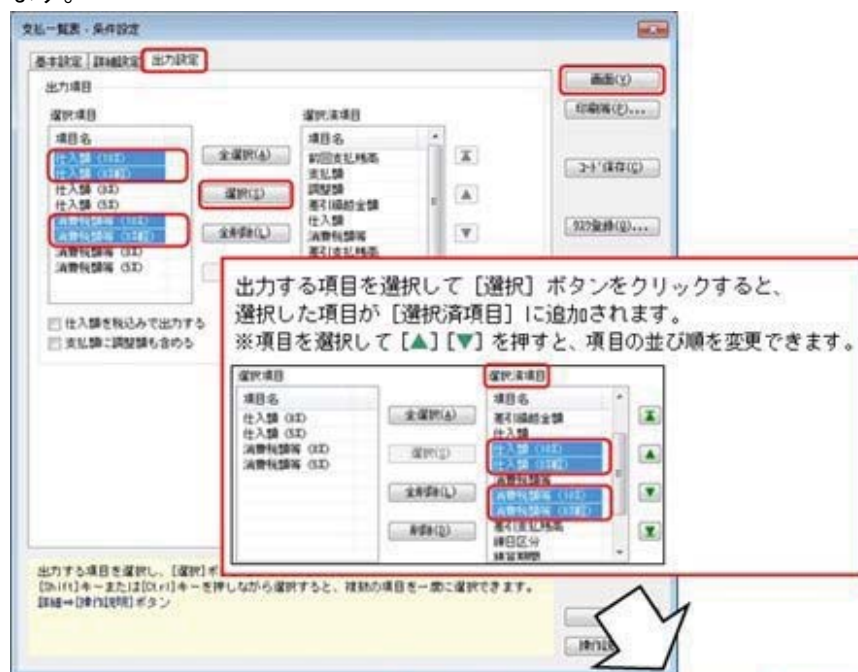 ます。
支払一覧表 - 条件設定
基本設定 詳細設定 出力設定
出力項目
選択項目
項目名
仕入額 (10%)
仕入額 (8%軽)
仕入額 (8%)
仕入額 (5%)
消費税額等 (10%)
消費税額等 (8%軽)
消費税額等 (8%)
消費税額等 (5%)
全選択(A)
選択(S)
全削除(L)
選択済項目
項目名
前回支払残高
支払額
調整額
差引繰越金額
仕入額
消費税額等
差引支払残高
画面(Y)
印刷等(P)...
コード保存(C)
タスク登録(Q)...
仕入額を税込みで出力する
支払額に調整額も含める
出力する項目を選択して［選択］ボタンをクリックすると、
選択した項目が［選択済項目］に追加されます。
※項目を選択して［▲］［▼］を押すと、項目の並び順を変更できます。
選択項目
項目名
仕入額 (8%)
仕入額 (5%)
消費税額等 (8%)
消費税額等 (5%)
全選択(A)
選択(S)
全削除(L)
削除(D)
選択済項目
項目名
差引繰越金額
仕入額
仕入額 (10%)
仕入額 (8%軽)
消費税額等
消費税額等 (10%)
消費税額等 (8%軽)
差引支払残高
締日区分
出力する項目を選択し、[選択]ボ
[Shift]キーまたは[Ctrl]キーを押しながら選択すると、複数の項目を一度に選択できます。
詳細⇒[操作説明]ボタン